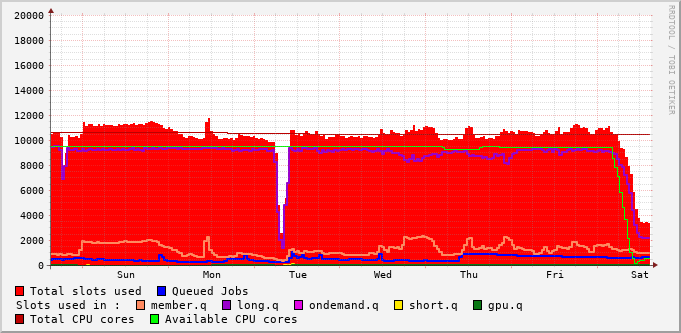 20000
18000
16000
14000
12000
10000
8000
6000
4000
2000
0
Sun Mon Tue Wed Thu Fri Sat
RRDTOOL / TOBI OETIKER
Total slots used Queued Jobs
Slots used in : member.q long.q ondemand.q short.q gpu.q
Total CPU cores Available CPU cores